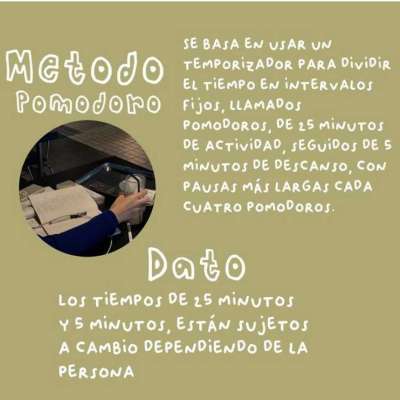 Metodo
Pomodoro
SE BASA EN USAR UN
TEMPORIZADOR PARA DIVIDIR
EL TIEMPO EN INTERVALOS
FIJOS, LLAMADOS
POMODOROS, DE 25 MINUTOS
DE ACTIVIDAD, SEGUIDOS DE 5
MINUTOS DE DESCANSO, CON
PAUSAS MÁS LARGAS CADA
CUATRO POMODOROS.
Dato
LOS TIEMPOS DE 25 MINUTOS
Y 5 MINUTOS, ESTÁN SUJETOS
A CAMBIO DEPENDIENDO DE LA
PERSONA